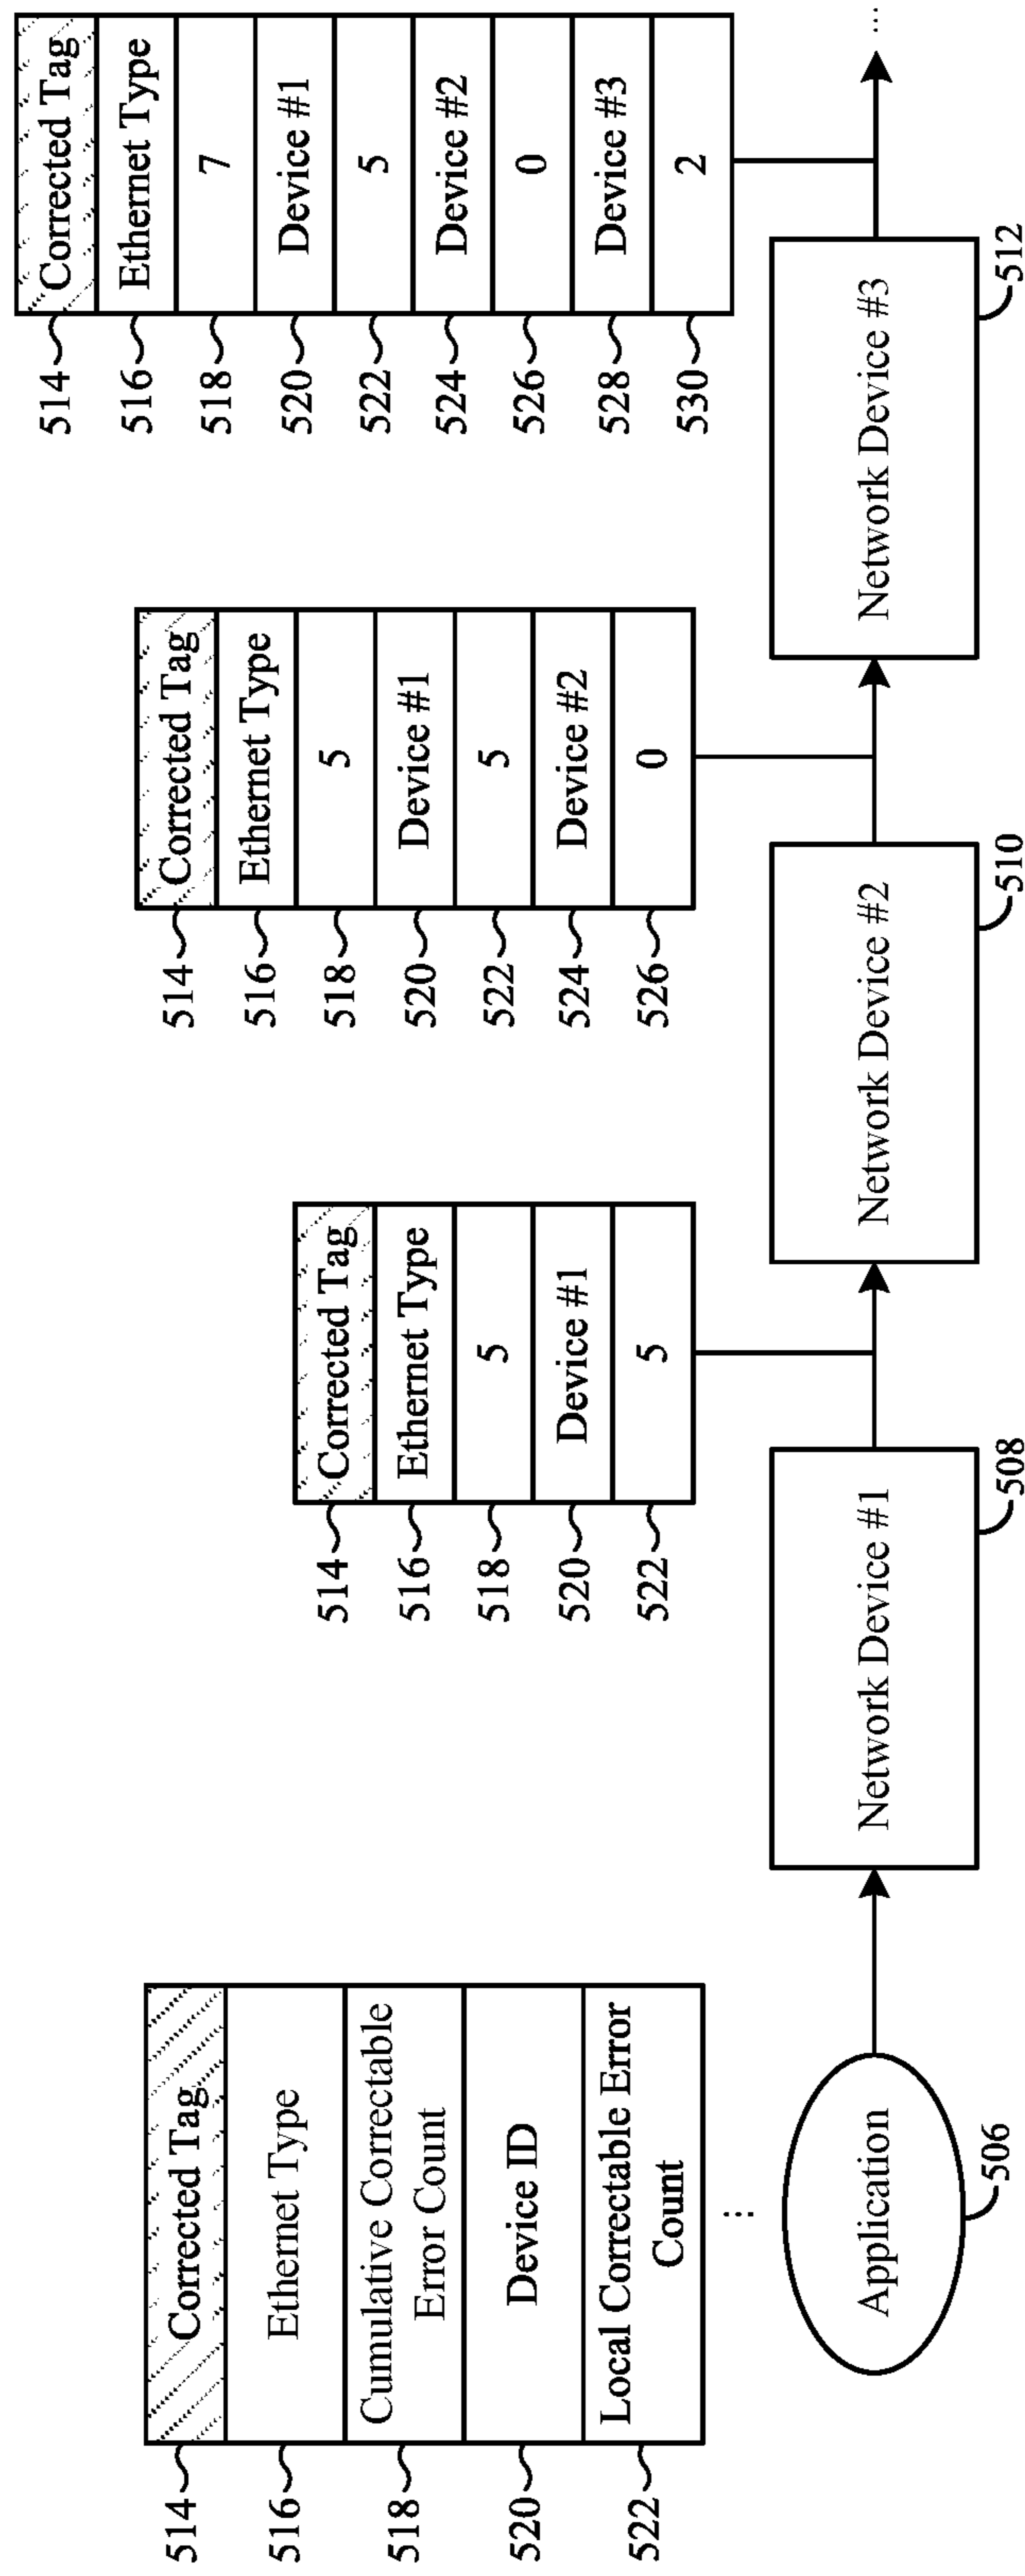 514
Corrected Tag
516
Ethernet Type
518
Cumulative Correctable
Error Count
520
Device ID
522
Local Correctable Error
Count
⋮
Application
506
514
Corrected Tag
516
Ethernet Type
518
5
520
Device #1
522
5
Network Device #1
508
514
Corrected Tag
516
Ethernet Type
518
5
520
Device #1
522
5
524
Device #2
526
0
Network Device #2
510
514
Corrected Tag
516
Ethernet Type
518
7
520
Device #1
522
5
524
Device #2
526
0
528
Device #3
530
2
Network Device #3
512
⋮